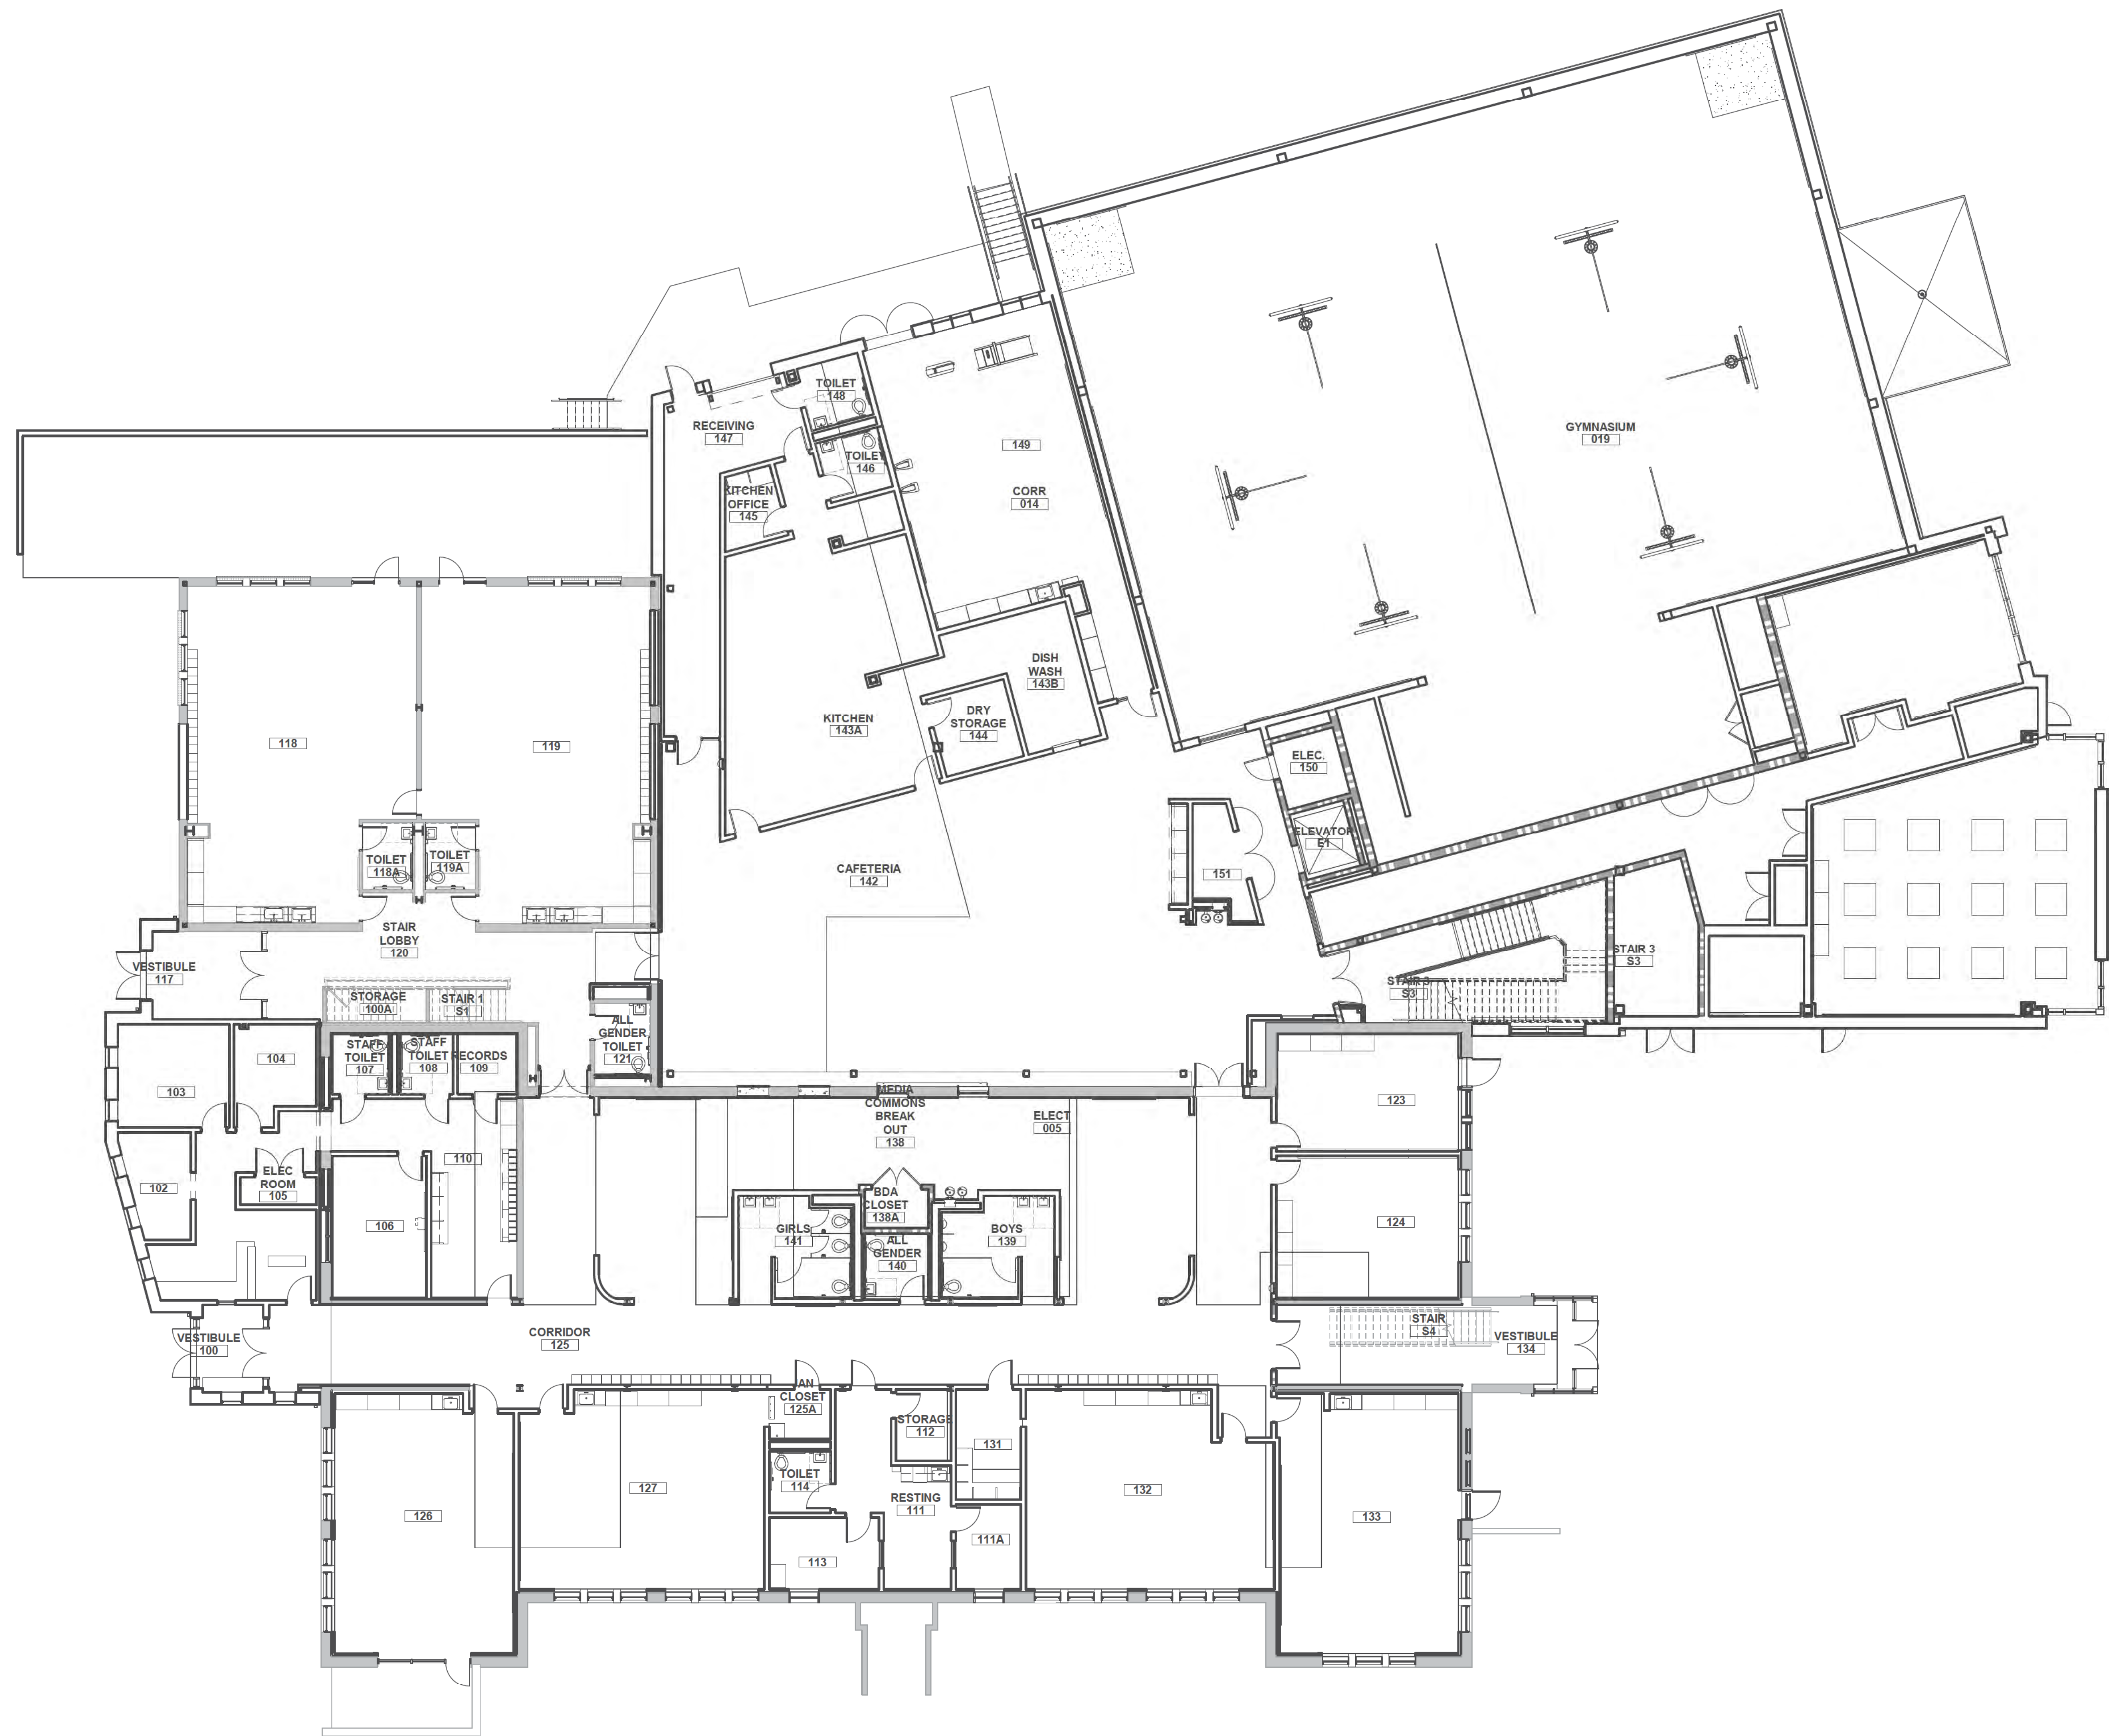 TOILET
148
RECEIVING
147
TOILET
146
149
GYMNASIUM
019
KITCHEN
OFFICE
145
CORR
014
DISH
WASH
143B
KITCHEN
143A
DRY
STORAGE
144
118
119
ELEC.
150
ELEVATOR
E1
TOILET
118A
TOILET
119A
CAFETERIA
142
151
STAIR
LOBBY
120
VESTIBULE
117
STAIR 3
S3
STAIR 3
S3
STORAGE
100A
STAIR 1
S1
ALL
GENDER
TOILET
121
103
104
STAFF
TOILET
107
STAFF
TOILET
108
RECORDS
109
MEDIA
COMMONS
BREAK
OUT
138
ELECT
005
123
102
ELEC
ROOM
105
110
106
BDA
CLOSET
138A
GIRLS
141
ALL
GENDER
140
BOYS
139
124
VESTIBULE
100
CORRIDOR
125
STAIR
S4
VESTIBULE
134
AN
CLOSET
125A
STORAGE
112
131
TOILET
114
RESTING
111
126
127
132
133
113
111A